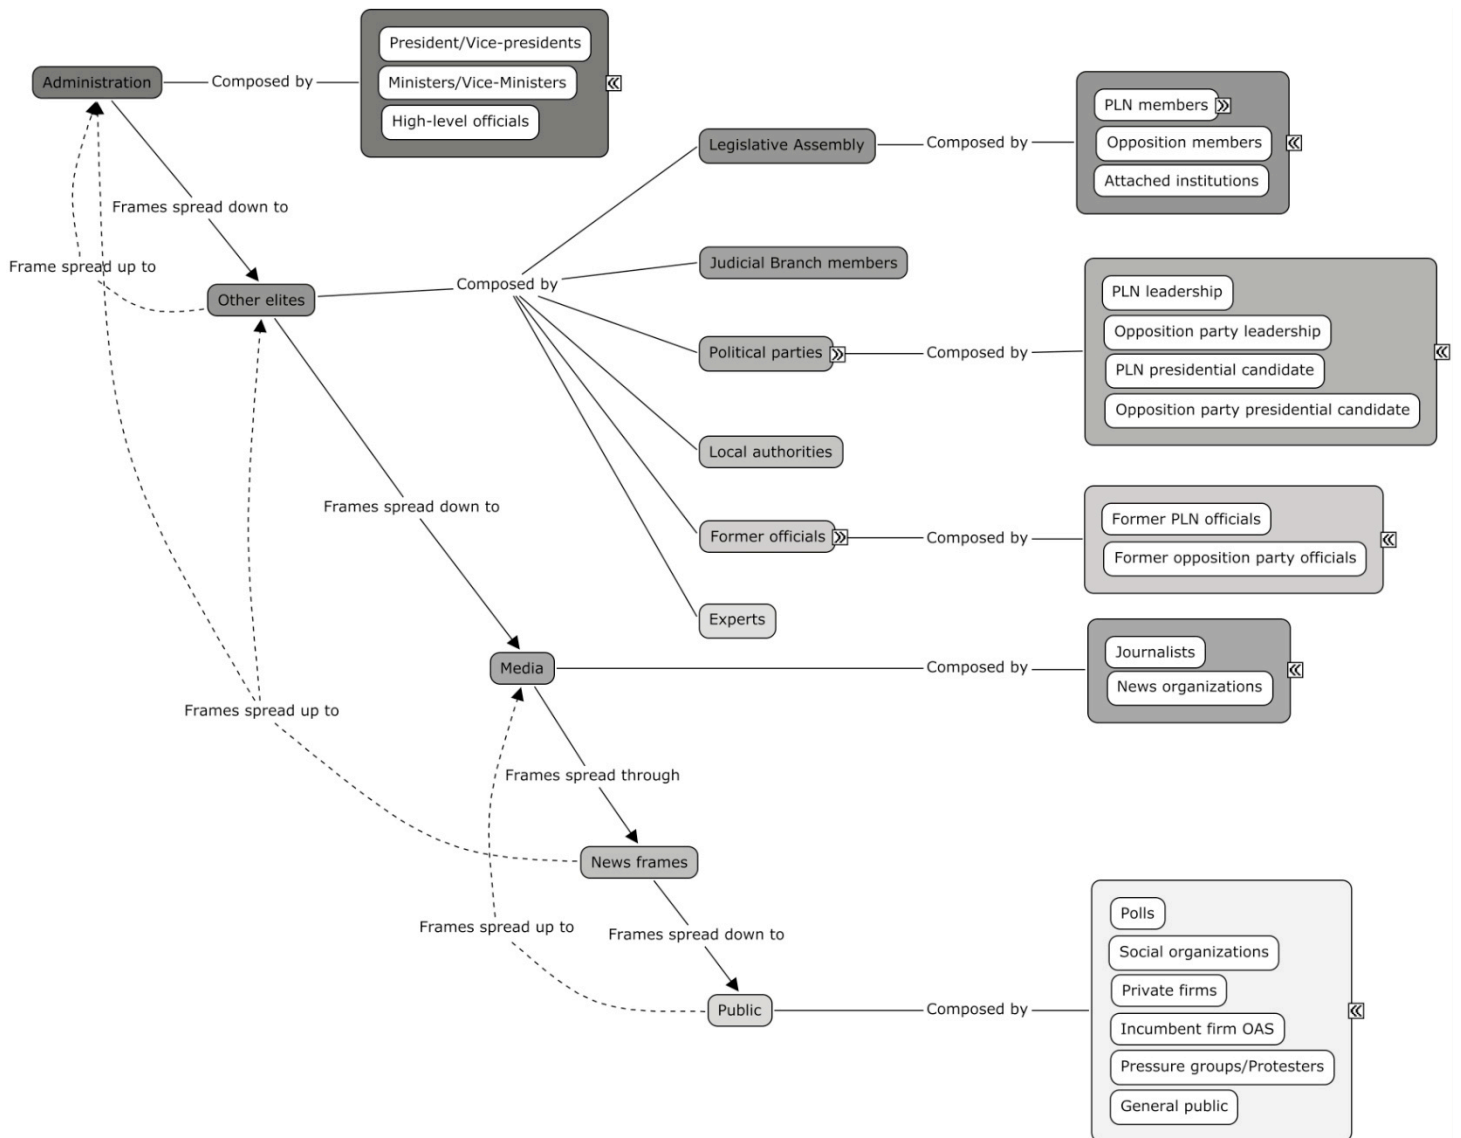 President/Vice-presidents
Administration
Composed by
Ministers/Vice-Ministers
High-level officials
PLN members
Legislative Assembly
Composed by
Opposition members
Attached institutions
Frames spread down to
Frame spread up to
Judicial Branch members
Other elites
Composed by
PLN leadership
Opposition party leadership
Political parties
Composed by
PLN presidential candidate
Opposition party presidential candidate
Local authorities
Frames spread down to
Former officials
Composed by
Former PLN officials
Former opposition party officials
Experts
Media
Composed by
Journalists
News organizations
Frames spread up to
Frames spread through
News frames
Frames spread up to
Frames spread down to
Polls
Social organizations
Private firms
Public
Composed by
Incumbent firm OAS
Pressure groups/Protesters
General public